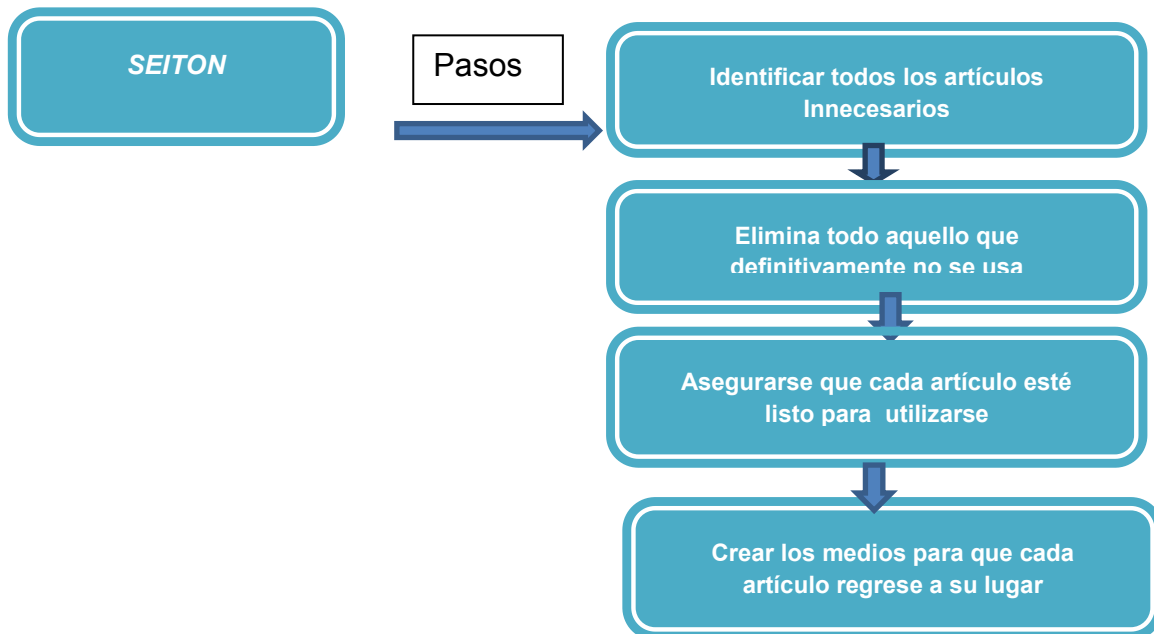 SEITON
Pasos
Identificar todos los artículos
Innecesarios
Elimina todo aquello que
definitivamente no se usa
Asegurarse que cada artículo esté
listo para utilizarse
Crear los medios para que cada
artículo regrese a su lugar